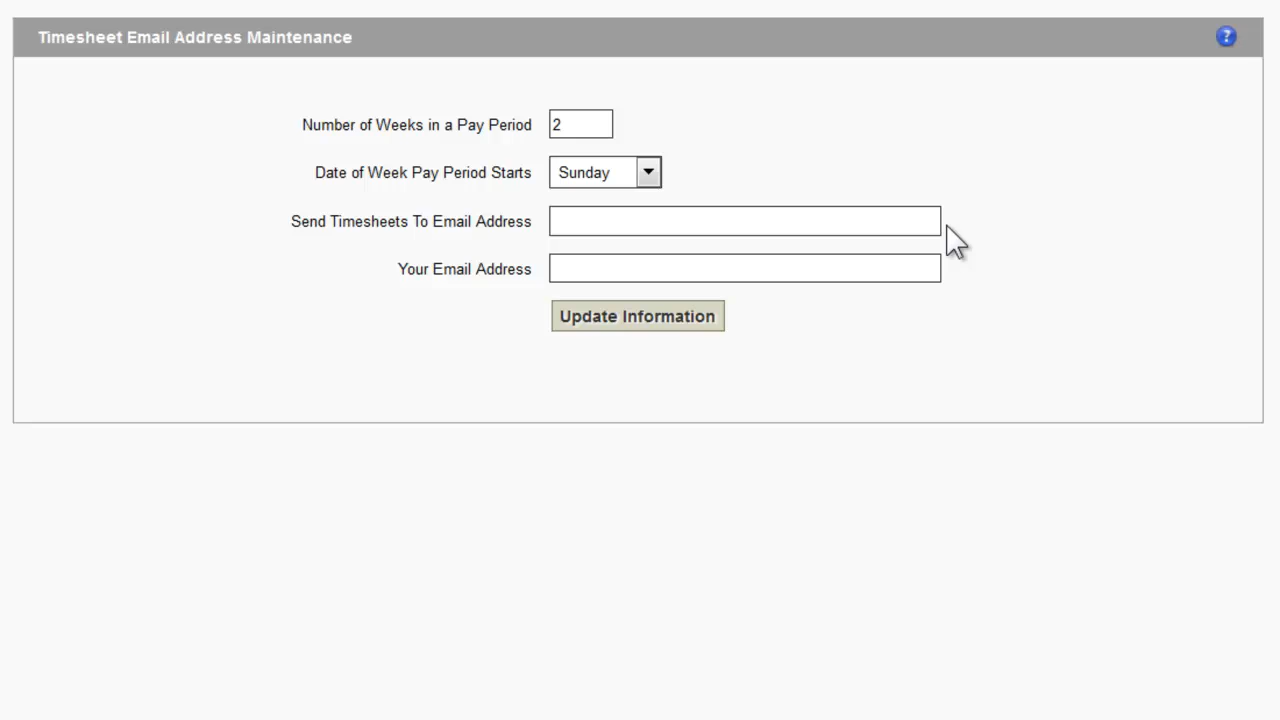 Timesheet Email Address Maintenance
?
Number of Weeks in a Pay Period 2
Date of Week Pay Period Starts Sunday
Send Timesheets To Email Address
Your Email Address
Update Information